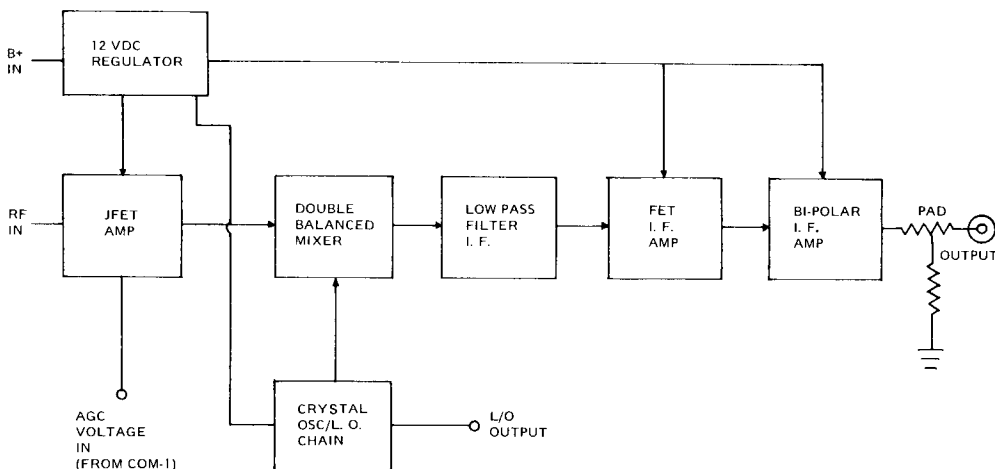 12 VDC
REGULATOR
B+
IN
RF
IN
JFET
AMP
DOUBLE
BALANCED
MIXER
LOW PASS
FILTER
I. F.
FET
I. F.
AMP
BI-POLAR
I. F.
AMP
PAD
OUTPUT
AGC
VOLTAGE
IN
(FROM COM-1)
CRYSTAL
OSC/L. O.
CHAIN
L/O
OUTPUT